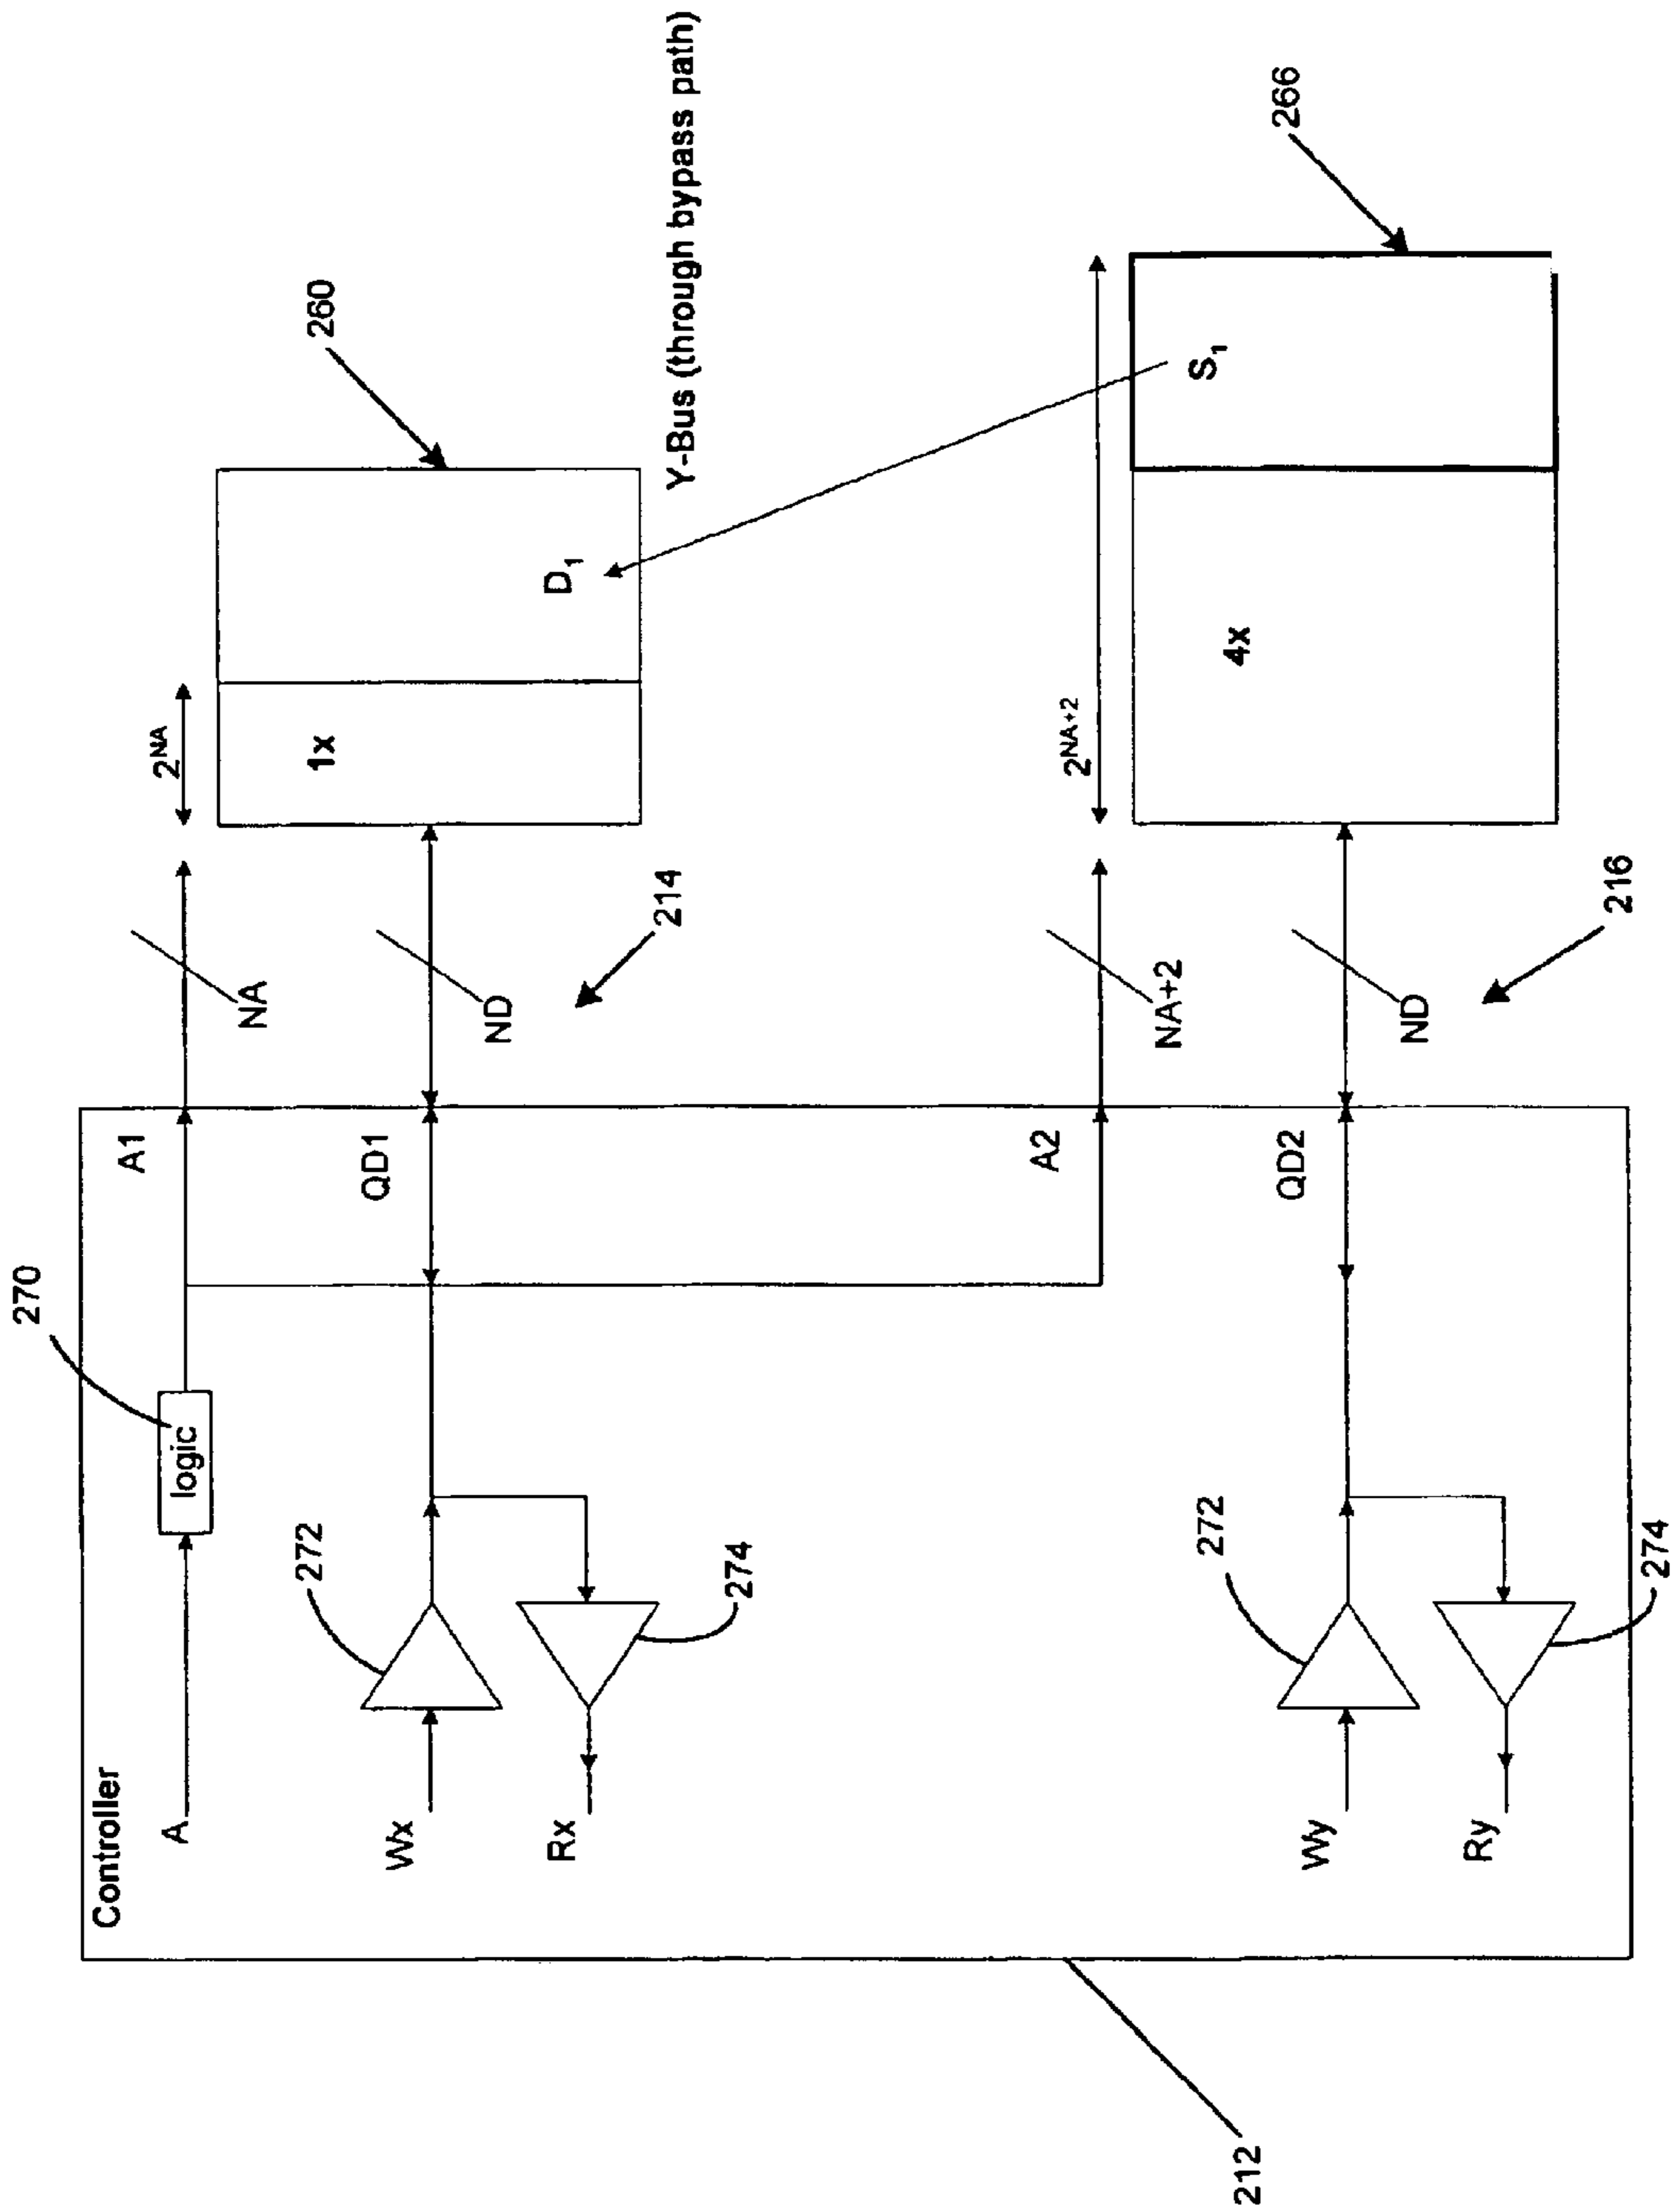 Controller
A
logic
270
A1
NA
2^NA
1x
260
D₁
Wx
272
QD1
ND
214
Rx
274
Y-Bus (through bypass path)
A2
NA+2
2^NA+2
4x
S₁
266
Wy
272
QD2
ND
216
Ry
274
212